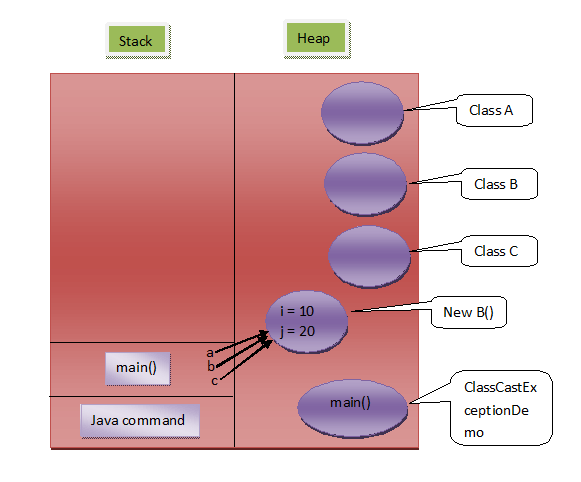 Stack
Heap
Class A
Class B
Class C
i = 10
j = 20
New B()
a
b
c
main()
Java command
main()
ClassCastEx
ceptionDe
mo